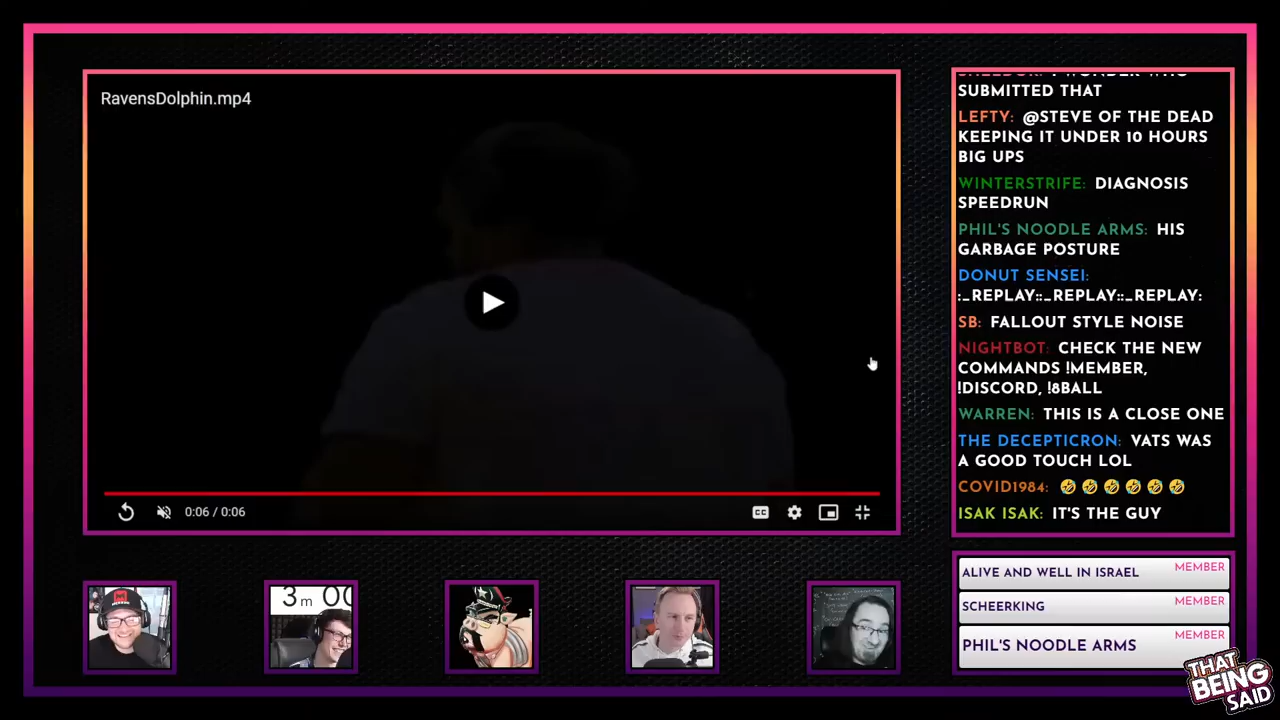 RavensDolphin.mp4
0:06 / 0:06
CC
3m 00
I WONDER WHO
SUBMITTED THAT
LEFTY: @STEVE OF THE DEAD
KEEPING IT UNDER 10 HOURS
BIG UPS
WINTERSTRIFE: DIAGNOSIS
SPEEDRUN
PHIL'S NOODLE ARMS: HIS
GARBAGE POSTURE
DONUT SENSEI:
:_REPLAY::_REPLAY::_REPLAY:
SB: FALLOUT STYLE NOISE
NIGHTBOT: CHECK THE NEW
COMMANDS !MEMBER,
!DISCORD, !8BALL
WARREN: THIS IS A CLOSE ONE
THE DECEPTICRON: VATS WAS
A GOOD TOUCH LOL
COVID1984: 🤣🤣🤣🤣🤣🤣
ISAK ISAK: IT'S THE GUY
ALIVE AND WELL IN ISRAEL MEMBER
SCHEERKING MEMBER
PHIL'S NOODLE ARMS MEMBER
THAT
BEING
SAID